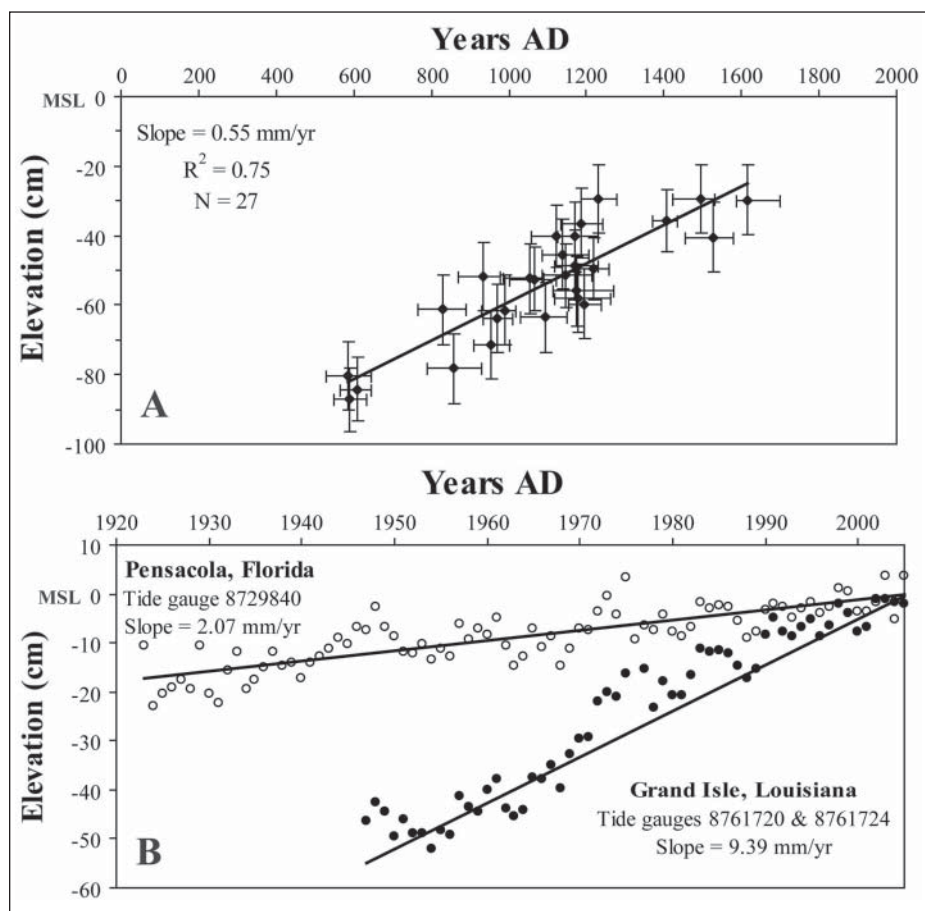 Years AD
0 200 400 600 800 1000 1200 1400 1600 1800 2000
MSL 0
-20
-40
-60
-80
-100
Elevation (cm)
Slope = 0.55 mm/yr
R² = 0.75
N = 27
A
Years AD
1920 1930 1940 1950 1960 1970 1980 1990 2000
10
MSL 0
-10
-20
-30
-40
-50
-60
Elevation (cm)
Pensacola, Florida
Tide gauge 8729840
Slope = 2.07 mm/yr
Grand Isle, Louisiana
Tide gauges 8761720 & 8761724
Slope = 9.39 mm/yr
B